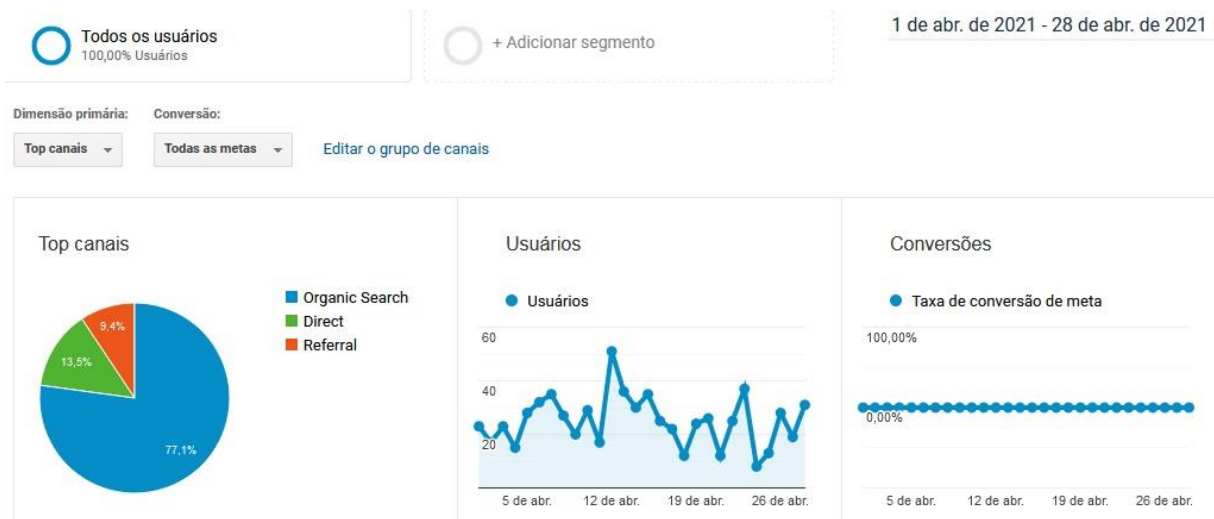 Todos os usuários
100,00% Usuários
+ Adicionar segmento
1 de abr. de 2021 - 28 de abr. de 2021
Dimensão primária:
Conversão:
Top canais
Todas as metas
Editar o grupo de canais
Top canais
Organic Search
Direct
Referral
9,4%
13,5%
77,1%
Usuários
Usuários
60
40
20
5 de abr.
12 de abr.
19 de abr.
26 de abr.
Conversões
Taxa de conversão de meta
100,00%
0,00%
5 de abr.
12 de abr.
19 de abr.
26 de abr.